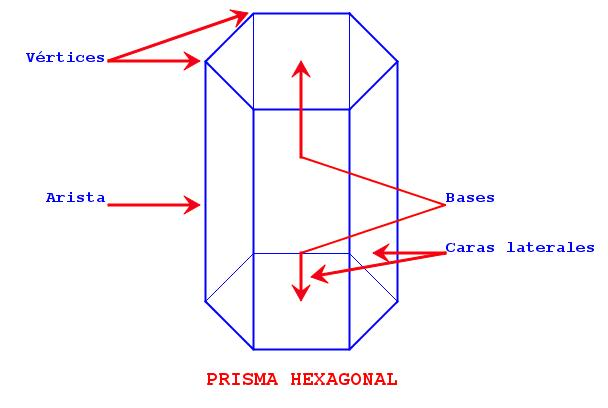 Vértices
Arista
Bases
Caras laterales
PRISMA HEXAGONAL